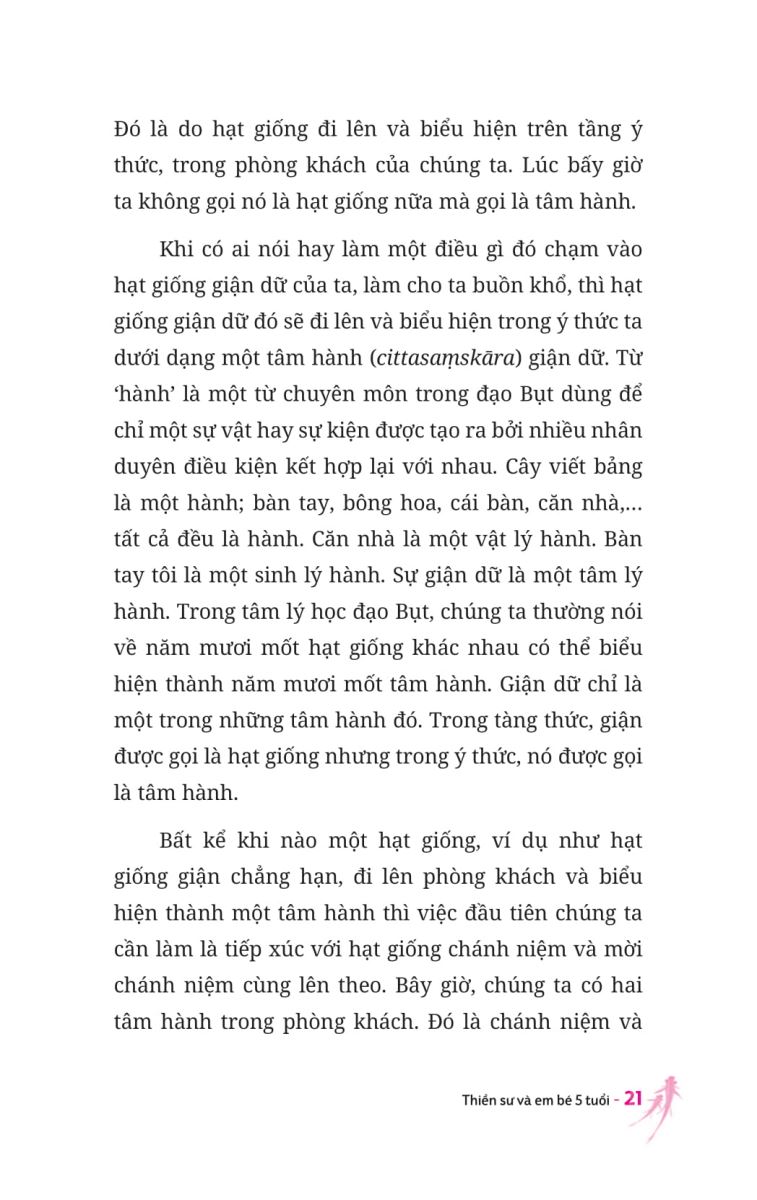 Đó là do hạt giống đi lên và biểu hiện trên tầng ý
thức, trong phòng khách của chúng ta. Lúc bấy giờ
ta không gọi nó là hạt giống nữa mà gọi là tâm hành.
Khi có ai nói hay làm một điều gì đó chạm vào
hạt giống giận dữ của ta, làm cho ta buồn khổ, thì hạt
giống giận dữ đó sẽ đi lên và biểu hiện trong ý thức ta
dưới dạng một tâm hành (cittasaṃskāra) giận dữ. Từ
‘hành’ là một từ chuyên môn trong đạo Bụt dùng để
chỉ một sự vật hay sự kiện được tạo ra bởi nhiều nhân
duyên điều kiện kết hợp lại với nhau. Cây viết bảng
là một hành; bàn tay, bông hoa, cái bàn, căn nhà,...
tất cả đều là hành. Căn nhà là một vật lý hành. Bàn
tay tôi là một sinh lý hành. Sự giận dữ là một tâm lý
hành. Trong tâm lý học đạo Bụt, chúng ta thường nói
về năm mươi mốt hạt giống khác nhau có thể biểu
hiện thành năm mươi mốt tâm hành. Giận dữ chỉ là
một trong những tâm hành đó. Trong tàng thức, giận
được gọi là hạt giống nhưng trong ý thức, nó được gọi
là tâm hành.
Bất kể khi nào một hạt giống, ví dụ như hạt
giống giận chẳng hạn, đi lên phòng khách và biểu
hiện thành một tâm hành thì việc đầu tiên chúng ta
cần làm là tiếp xúc với hạt giống chánh niệm và mời
chánh niệm cùng lên theo. Bây giờ, chúng ta có hai
tâm hành trong phòng khách. Đó là chánh niệm và
Thiền sư và em bé 5 tuổi - 21